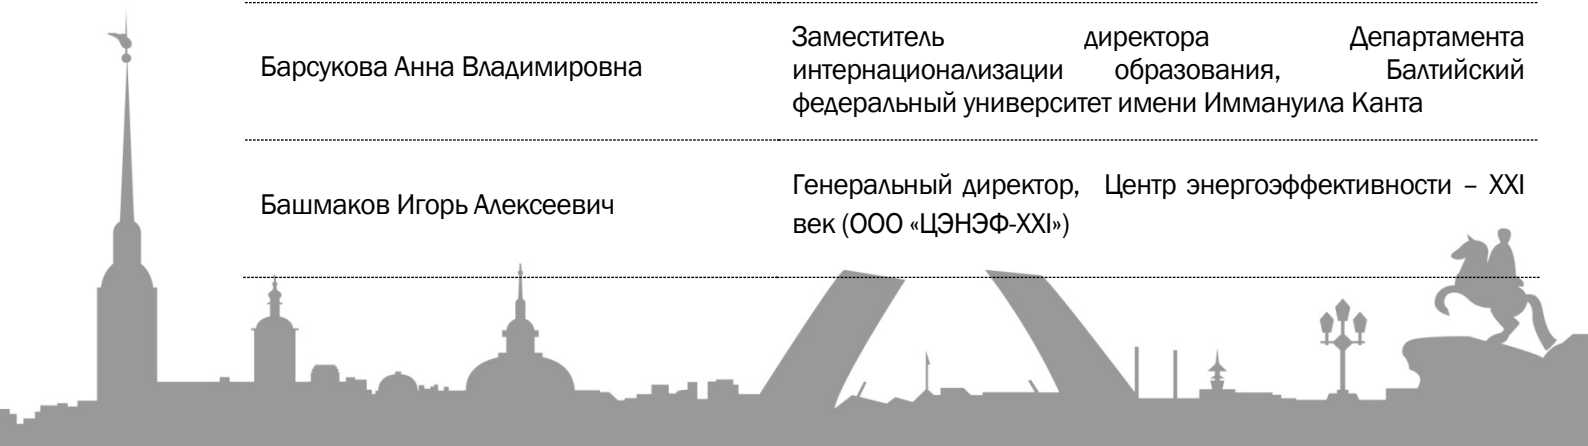 Барсукова Анна Владимировна
Заместитель директора Департамента
интернационализации образования, Балтийский
федеральный университет имени Иммануила Канта
Башмаков Игорь Алексеевич
Генеральный директор, Центр энергоэффективности – XXI
век (ООО «ЦЭНЭФ-XXI»)